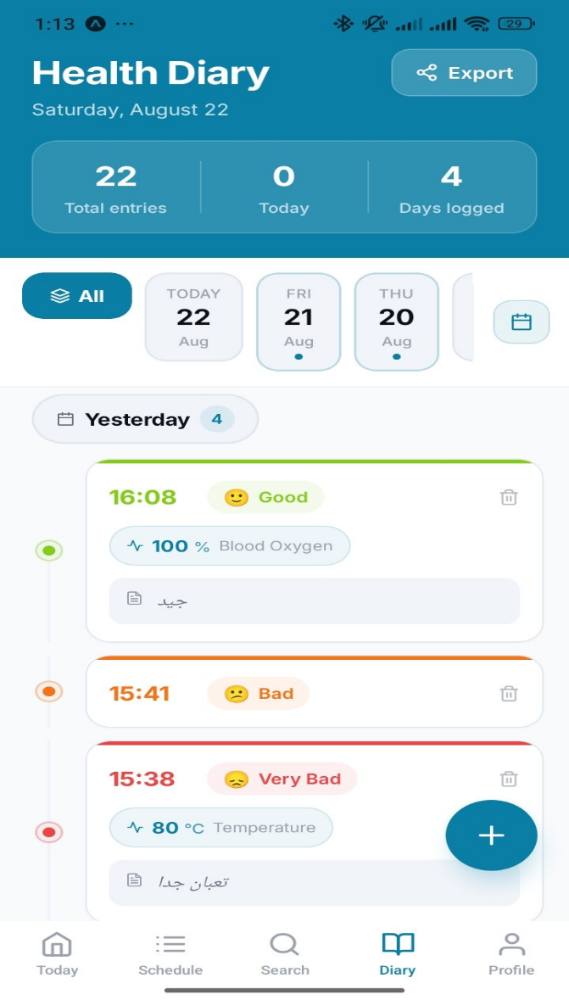 1:13 ... 29
Health Diary
Export
Saturday, August 22
22 0 4
Total entries Today Days logged
All
TODAY FRI THU
22 21 20
Aug Aug Aug
Yesterday 4
16:08 🙂 Good
100 % Blood Oxygen
جيد
15:41 😕 Bad
15:38 😞 Very Bad
80 °C Temperature
تعبان جدا
Today Schedule Search Diary Profile